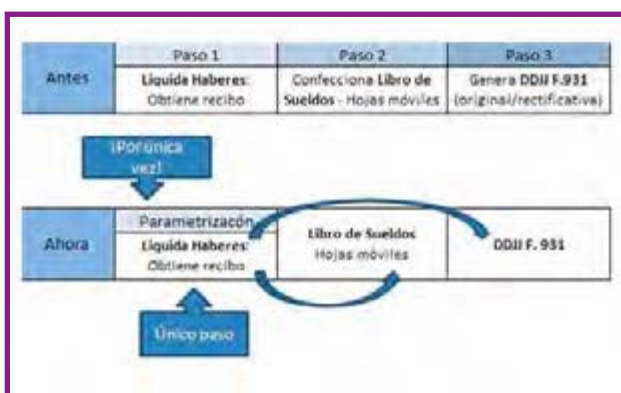 Paso 1
Paso 2
Paso 3
Antes
Liquida Haberes:
Obtiene recibo
Confecciona Libro de
Sueldos - Hojas móviles
Genera DDJJ F.931
(original/rectificativa)
¡Por única
vez!
Ahora
Parametrizacón
Liquida Haberes:
Obtiene recibo
Libro de Sueldos
Hojas móviles
DDJJ F. 931
Único paso